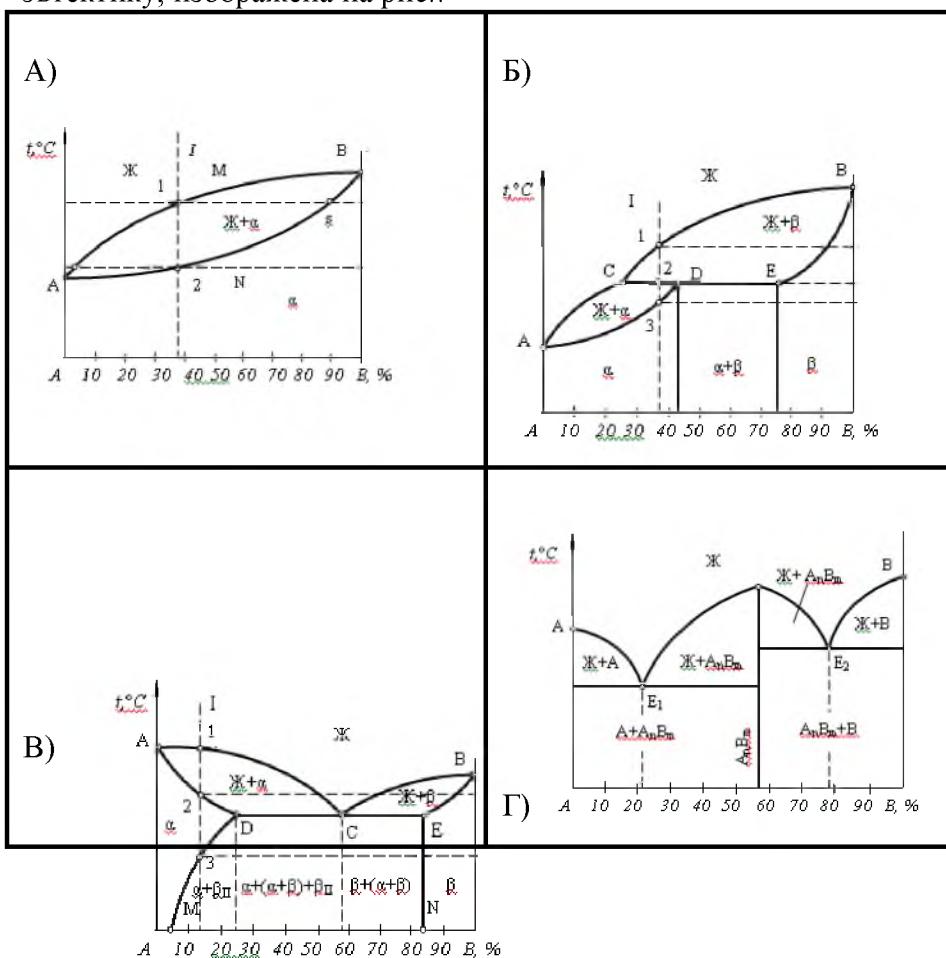 эвтектику, изображена на рис..
А)
t,°C
Ж
I
М
В
1
Ж+α
А
2
N
α
A 10 20 30 40 50 60 70 80 90 B, %
Б)
t,°C
I
Ж
В
1
Ж+β
C
2
D
E
Ж+α
3
А
α
α+β
β
A 10 20 30 40 50 60 70 80 90 B, %
В)
t,°C
I
Ж
А
1
В
Ж+α
Ж+β
2
α
D
C
E
3
α+βII
α+(α+β)+βII
β+(α+β)
β
M
N
A 10 20 30 40 50 60 70 80 90 B, %
Г)
t,°C
Ж
Ж+AnBm
В
А
Ж+В
Ж+А
Ж+AnBm
E2
E1
A+AnBm
AnBm
AnBm+B
A 10 20 30 40 50 60 70 80 90 B, %